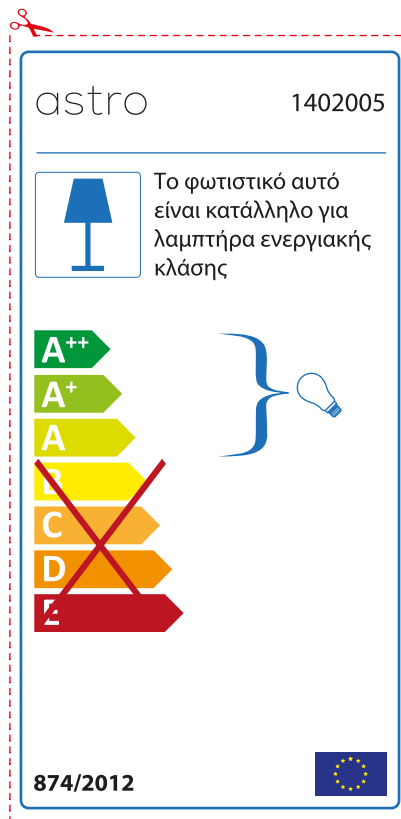 astro
1402005
Το φωτιστικό αυτό
είναι κατάλληλο για
λαμπτήρα ενεργιακής
κλάσης
A++
A+
A
B
C
D
E
874/2012